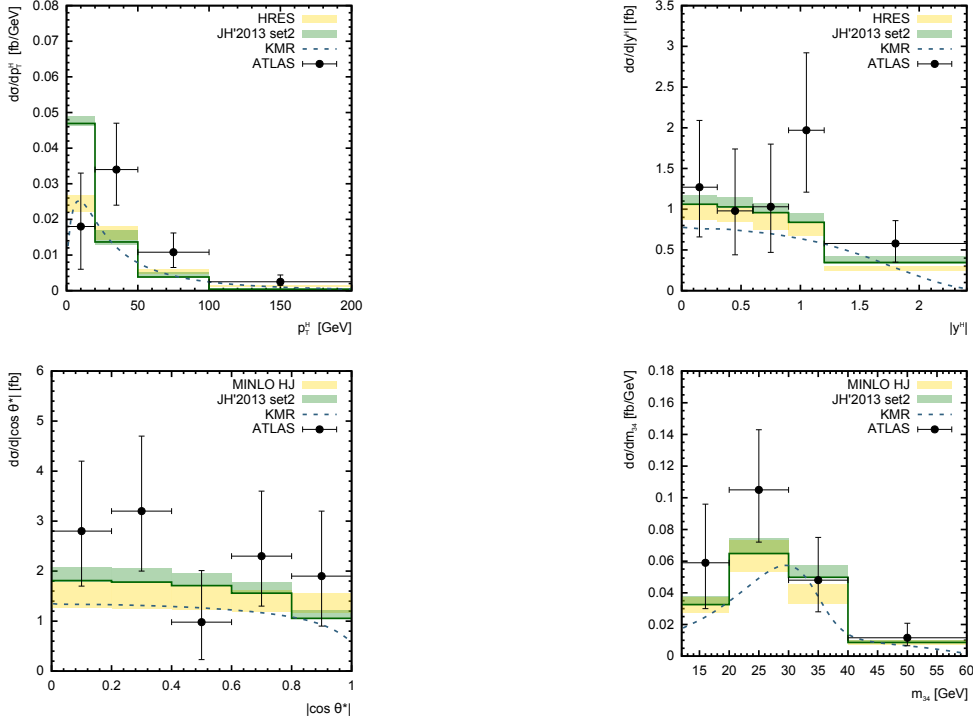 dσ/dp_T^H [fb/GeV]
HRES
JH'2013 set2
KMR
ATLAS
0.08
0.07
0.06
0.05
0.04
0.03
0.02
0.01
0
0 50 100 150 200
p_T^H [GeV]
dσ/d|y^H| [fb]
HRES
JH'2013 set2
KMR
ATLAS
3.5
3
2.5
2
1.5
1
0.5
0
0 0.5 1 1.5 2
|y^H|
dσ/d|cos θ*| [fb]
MINLO HJ
JH'2013 set2
KMR
ATLAS
6
5
4
3
2
1
0
0 0.2 0.4 0.6 0.8 1
|cos θ*|
dσ/dm_34 [fb/GeV]
MINLO HJ
JH'2013 set2
KMR
ATLAS
0.18
0.16
0.14
0.12
0.1
0.08
0.06
0.04
0.02
0
15 20 25 30 35 40 45 50 55 60
m_34 [GeV]